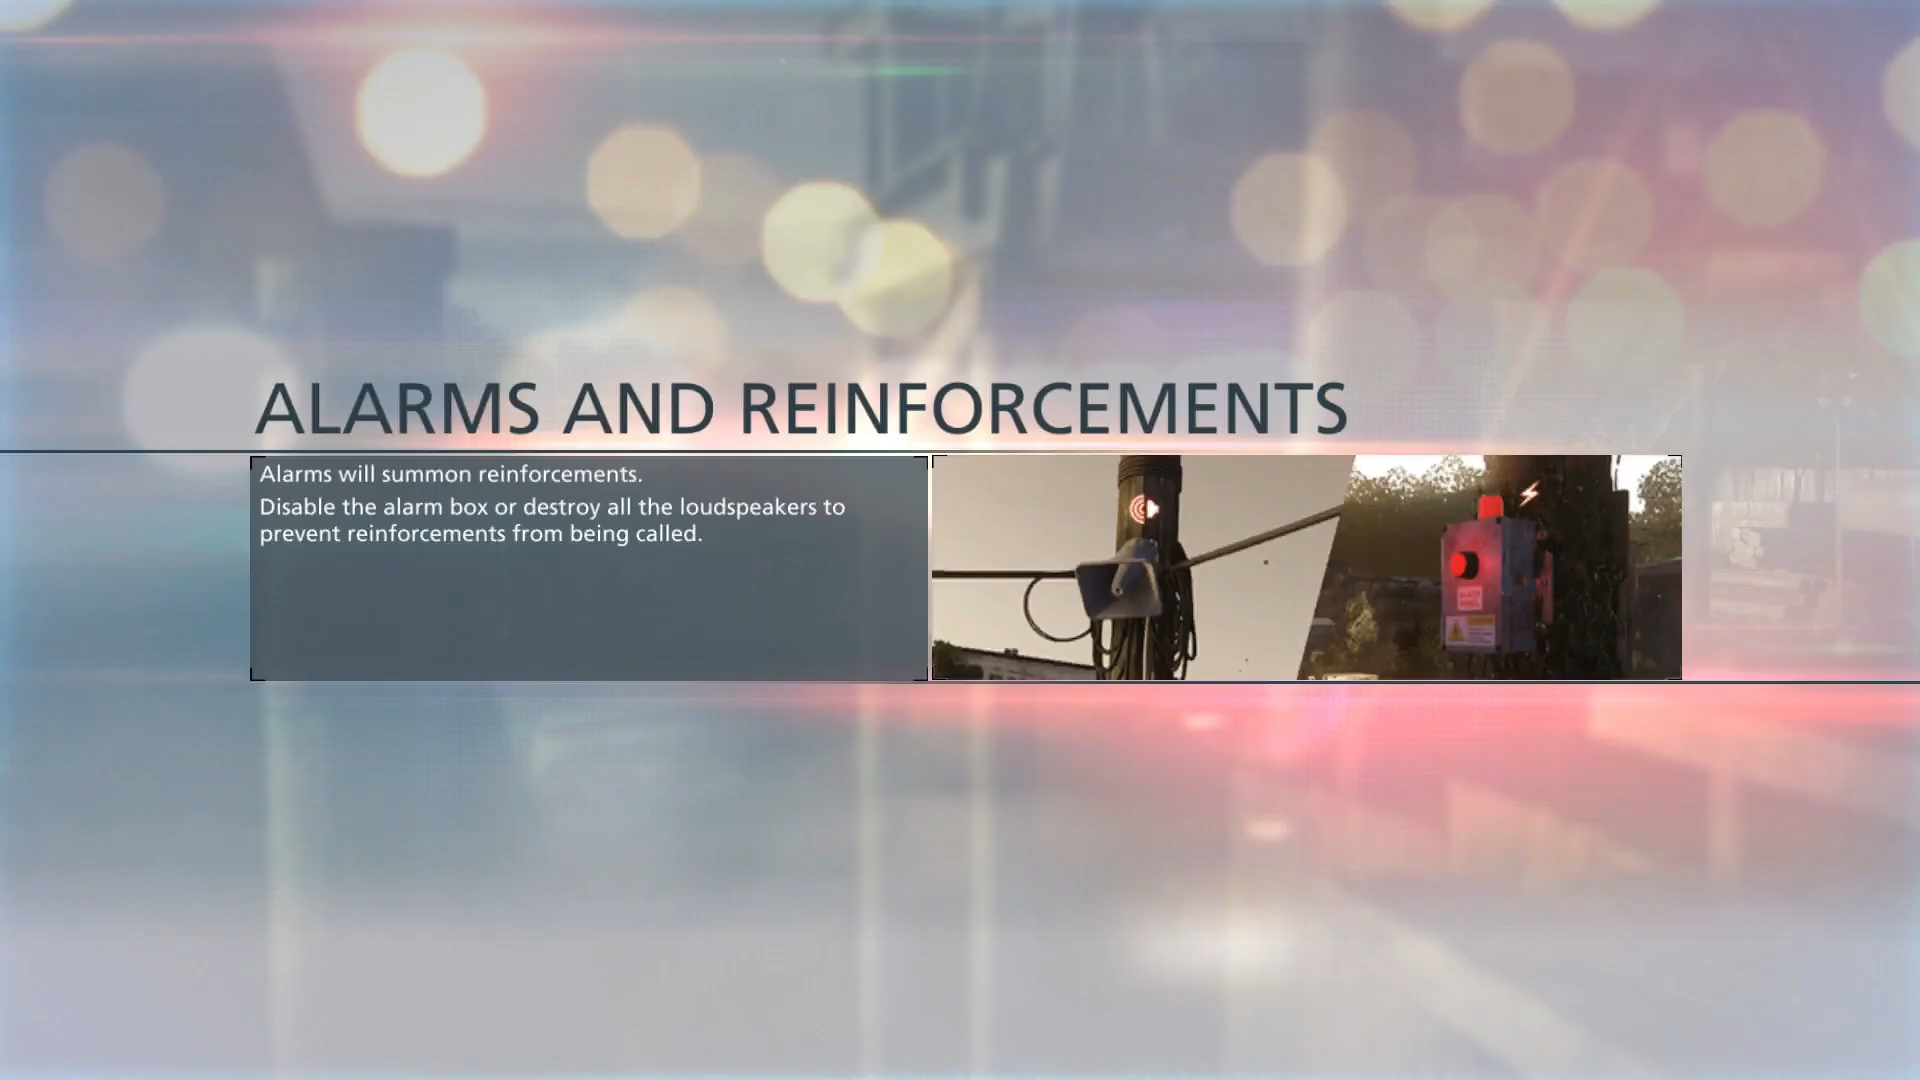 ALARMS AND REINFORCEMENTS
Alarms will summon reinforcements.
Disable the alarm box or destroy all the loudspeakers to
prevent reinforcements from being called.